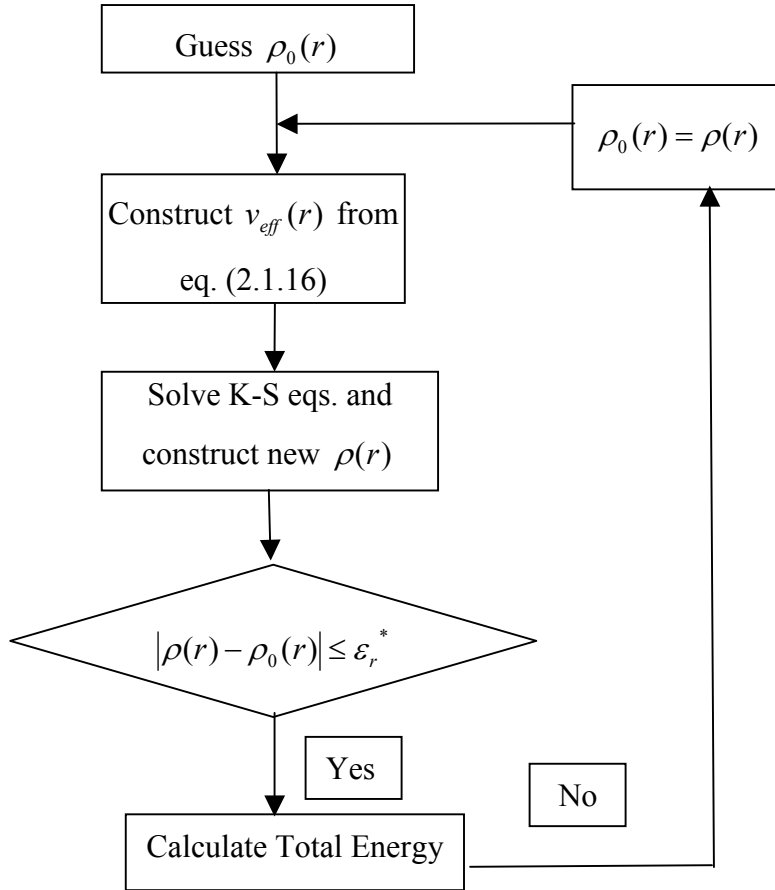 Guess ρ₀(r)
ρ₀(r) = ρ(r)
Construct v_eff(r) from
eq. (2.1.16)
Solve K-S eqs. and
construct new ρ(r)
|ρ(r) − ρ₀(r)| ≤ εᵣ*
Yes
No
Calculate Total Energy